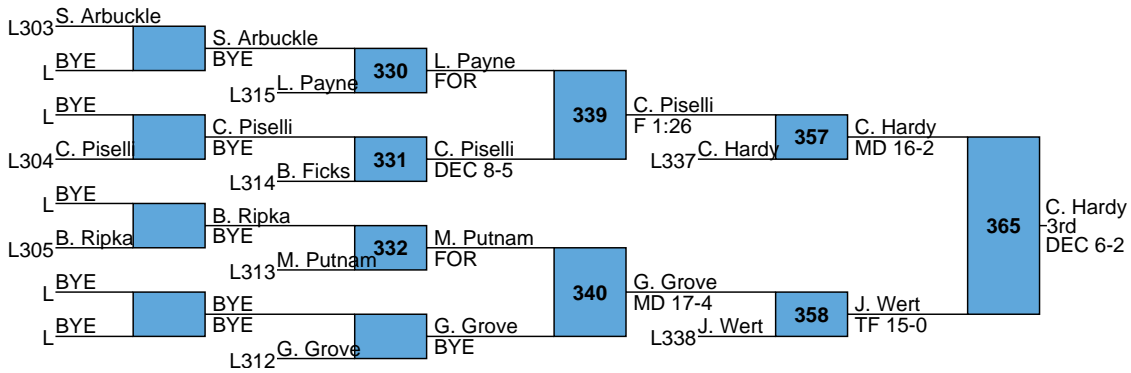 L303 S. Arbuckle
L BYE
S. Arbuckle
BYE
L315 L. Payne
330
L. Payne
FOR
L BYE
L304 C. Piselli
C. Piselli
BYE
L314 B. Ficks
331
C. Piselli
DEC 8-5
339
C. Piselli
F 1:26
L337 C. Hardy
357
C. Hardy
MD 16-2
L BYE
L305 B. Ripka
B. Ripka
BYE
L313 M. Putnam
332
M. Putnam
FOR
L BYE
L BYE
BYE
BYE
L312 G. Grove
G. Grove
BYE
340
G. Grove
MD 17-4
L338 J. Wert
358
J. Wert
TF 15-0
365
C. Hardy
3rd
DEC 6-2